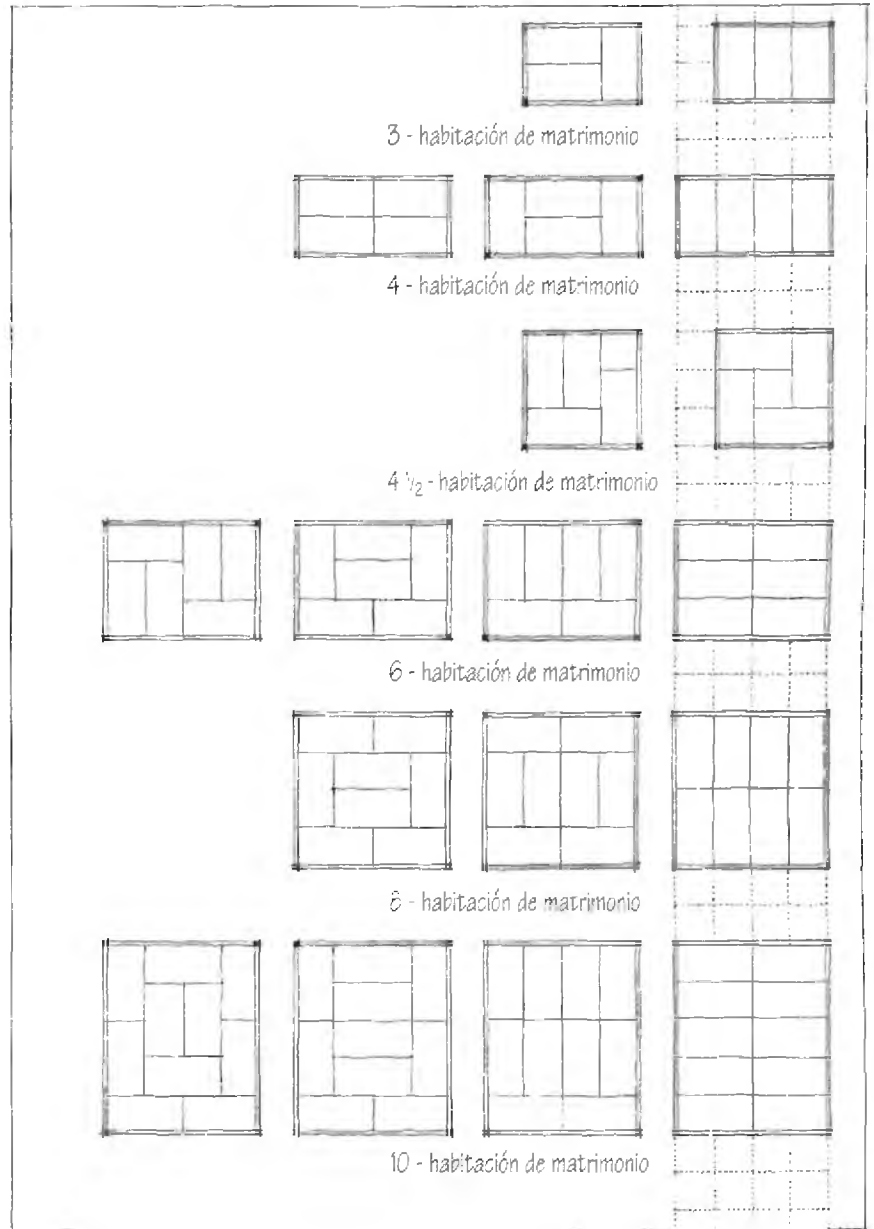 3 - habitación de matrimonio
4 - habitación de matrimonio
4 ½ - habitación de matrimonio
6 - habitación de matrimonio
8 - habitación de matrimonio
10 - habitación de matrimonio